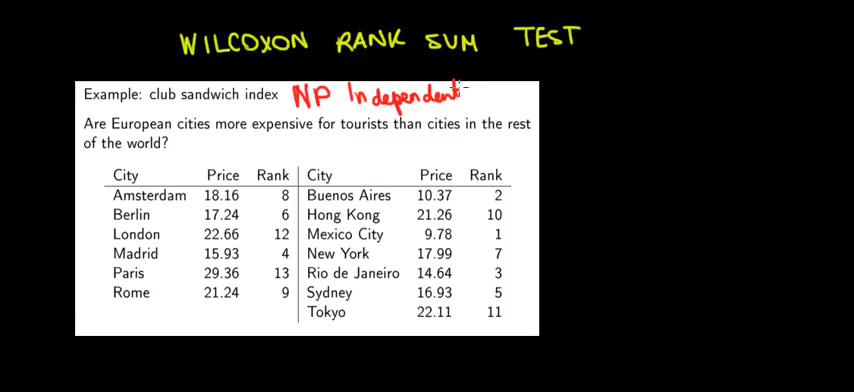 WILCOXON RANK SUM TEST
Example: club sandwich index NP Independent
Are European cities more expensive for tourists than cities in the rest
of the world?
City Price Rank City Price Rank
Amsterdam 18.16 8 Buenos Aires 10.37 2
Berlin 17.24 6 Hong Kong 21.26 10
London 22.66 12 Mexico City 9.78 1
Madrid 15.93 4 New York 17.99 7
Paris 29.36 13 Rio de Janeiro 14.64 3
Rome 21.24 9 Sydney 16.93 5
Tokyo 22.11 11